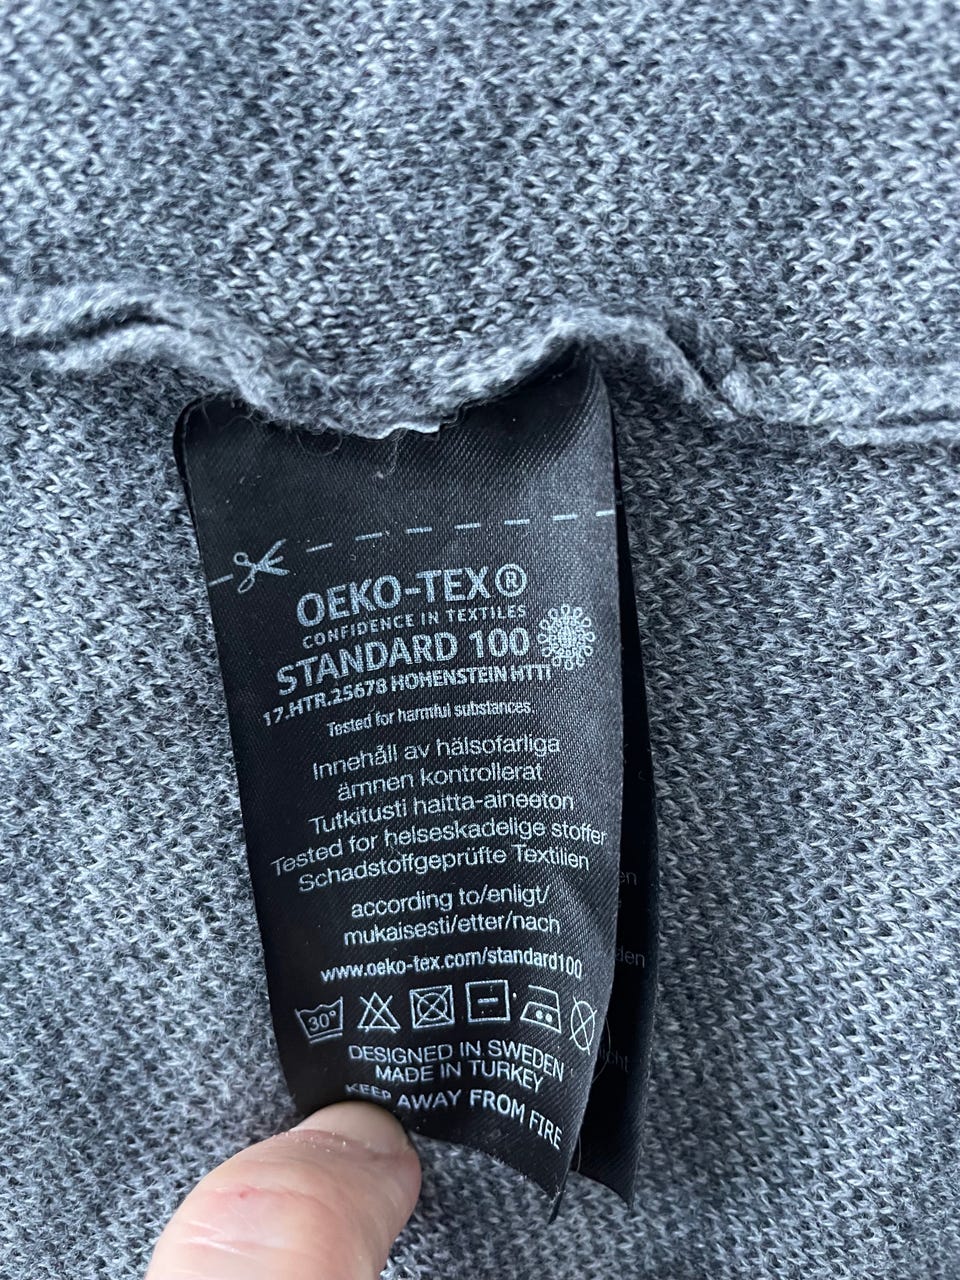 OEKO-TEX®
CONFIDENCE IN TEXTILES
STANDARD 100
17.HTR.25678 HOHENSTEIN HTTI
Tested for harmful substances.
Innehåll av hälsofarliga
ämnen kontrollerat
Tutkitusti haitta-aineeton
Tested for helseskadelige stoffer
Schadstoffgeprüfte Textilien
according to/enligt/
mukaisesti/etter/nach
www.oeko-tex.com/standard100
30°
DESIGNED IN SWEDEN
MADE IN TURKEY
KEEP AWAY FROM FIRE